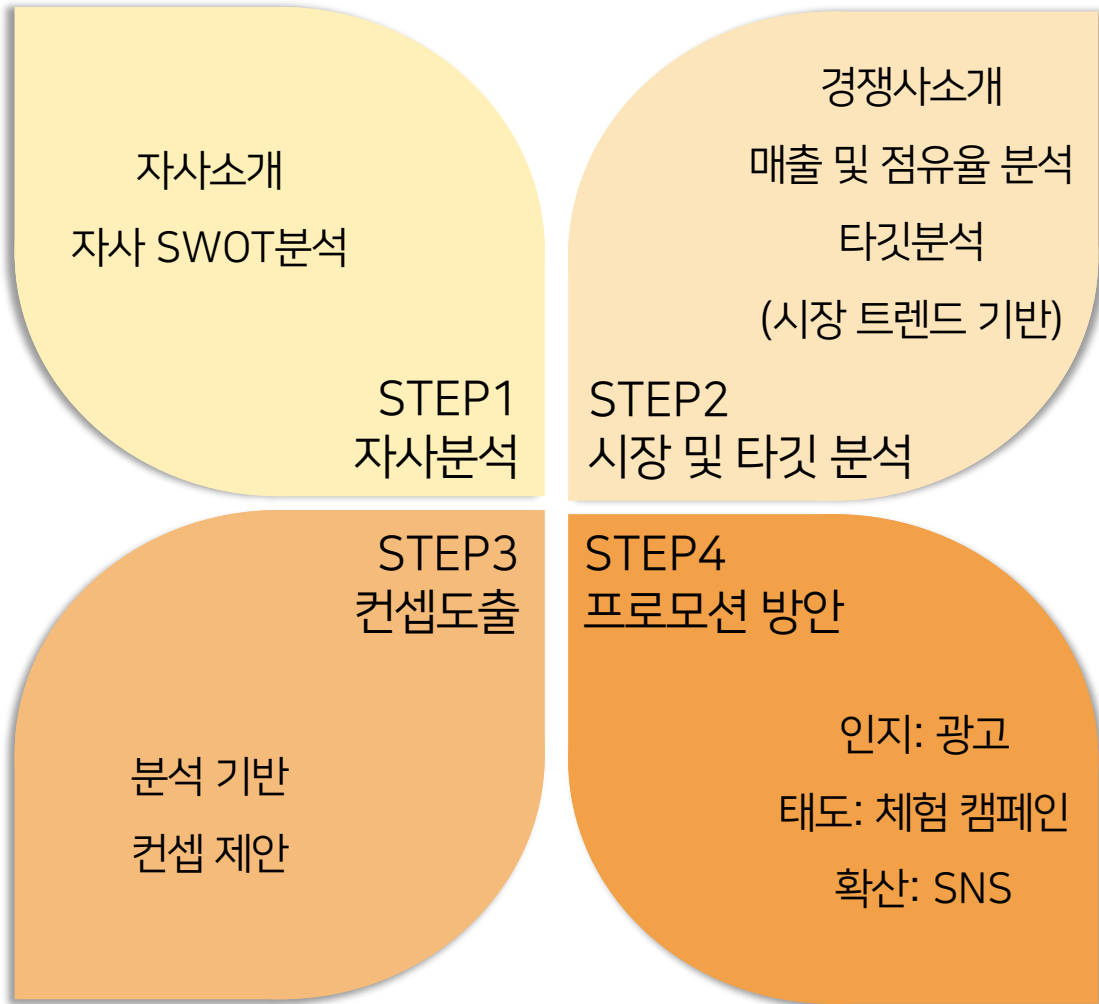 자사소개
자사 SWOT분석
STEP1
자사분석
경쟁사소개
매출 및 점유율 분석
타깃분석
(시장 트렌드 기반)
STEP2
시장 및 타깃 분석
STEP3
컨셉도출
분석 기반
컨셉 제안
STEP4
프로모션 방안
인지: 광고
태도: 체험 캠페인
확산: SNS